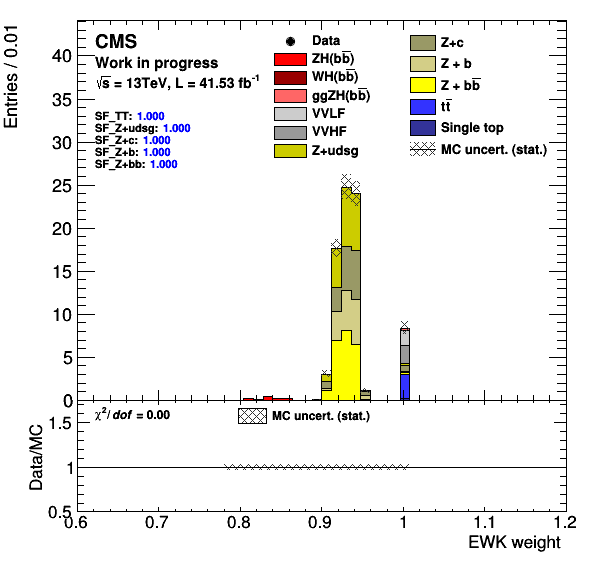 CMS
Work in progress
√s = 13TeV, L = 41.53 fb⁻¹
SF_TT: 1.000
SF_Z+udsg: 1.000
SF_Z+c: 1.000
SF_Z+b: 1.000
SF_Z+bb: 1.000
Data
ZH(bb̅)
WH(bb̅)
ggZH(bb̅)
VVLF
VVHF
Z+udsg
Z+c
Z + b
Z + bb̅
tt̅
Single top
MC uncert. (stat.)
Entries / 0.01
40
35
30
25
20
15
10
5
0
χ²/dof = 0.00
MC uncert. (stat.)
Data/MC
1.5
1
0.5
0.6 0.7 0.8 0.9 1 1.1 1.2
EWK weight